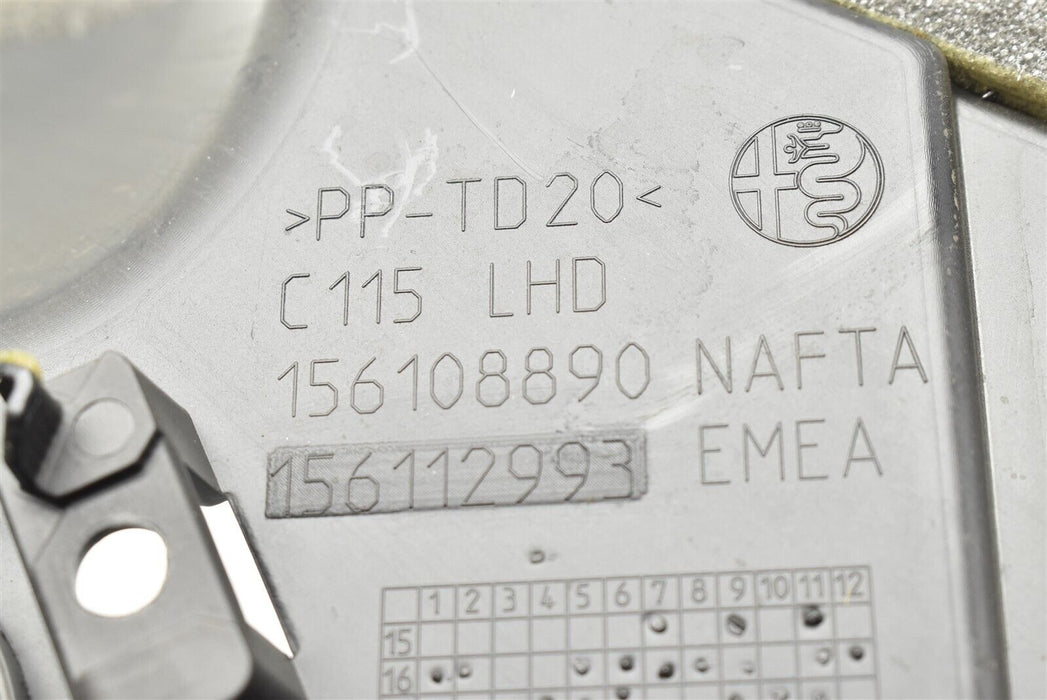 >PP-TD20<
C115 LHD
156108890 NAFTA
156112993 EMEA
1 2 3 4 5 6 7 8 9 10 11 12
15
16